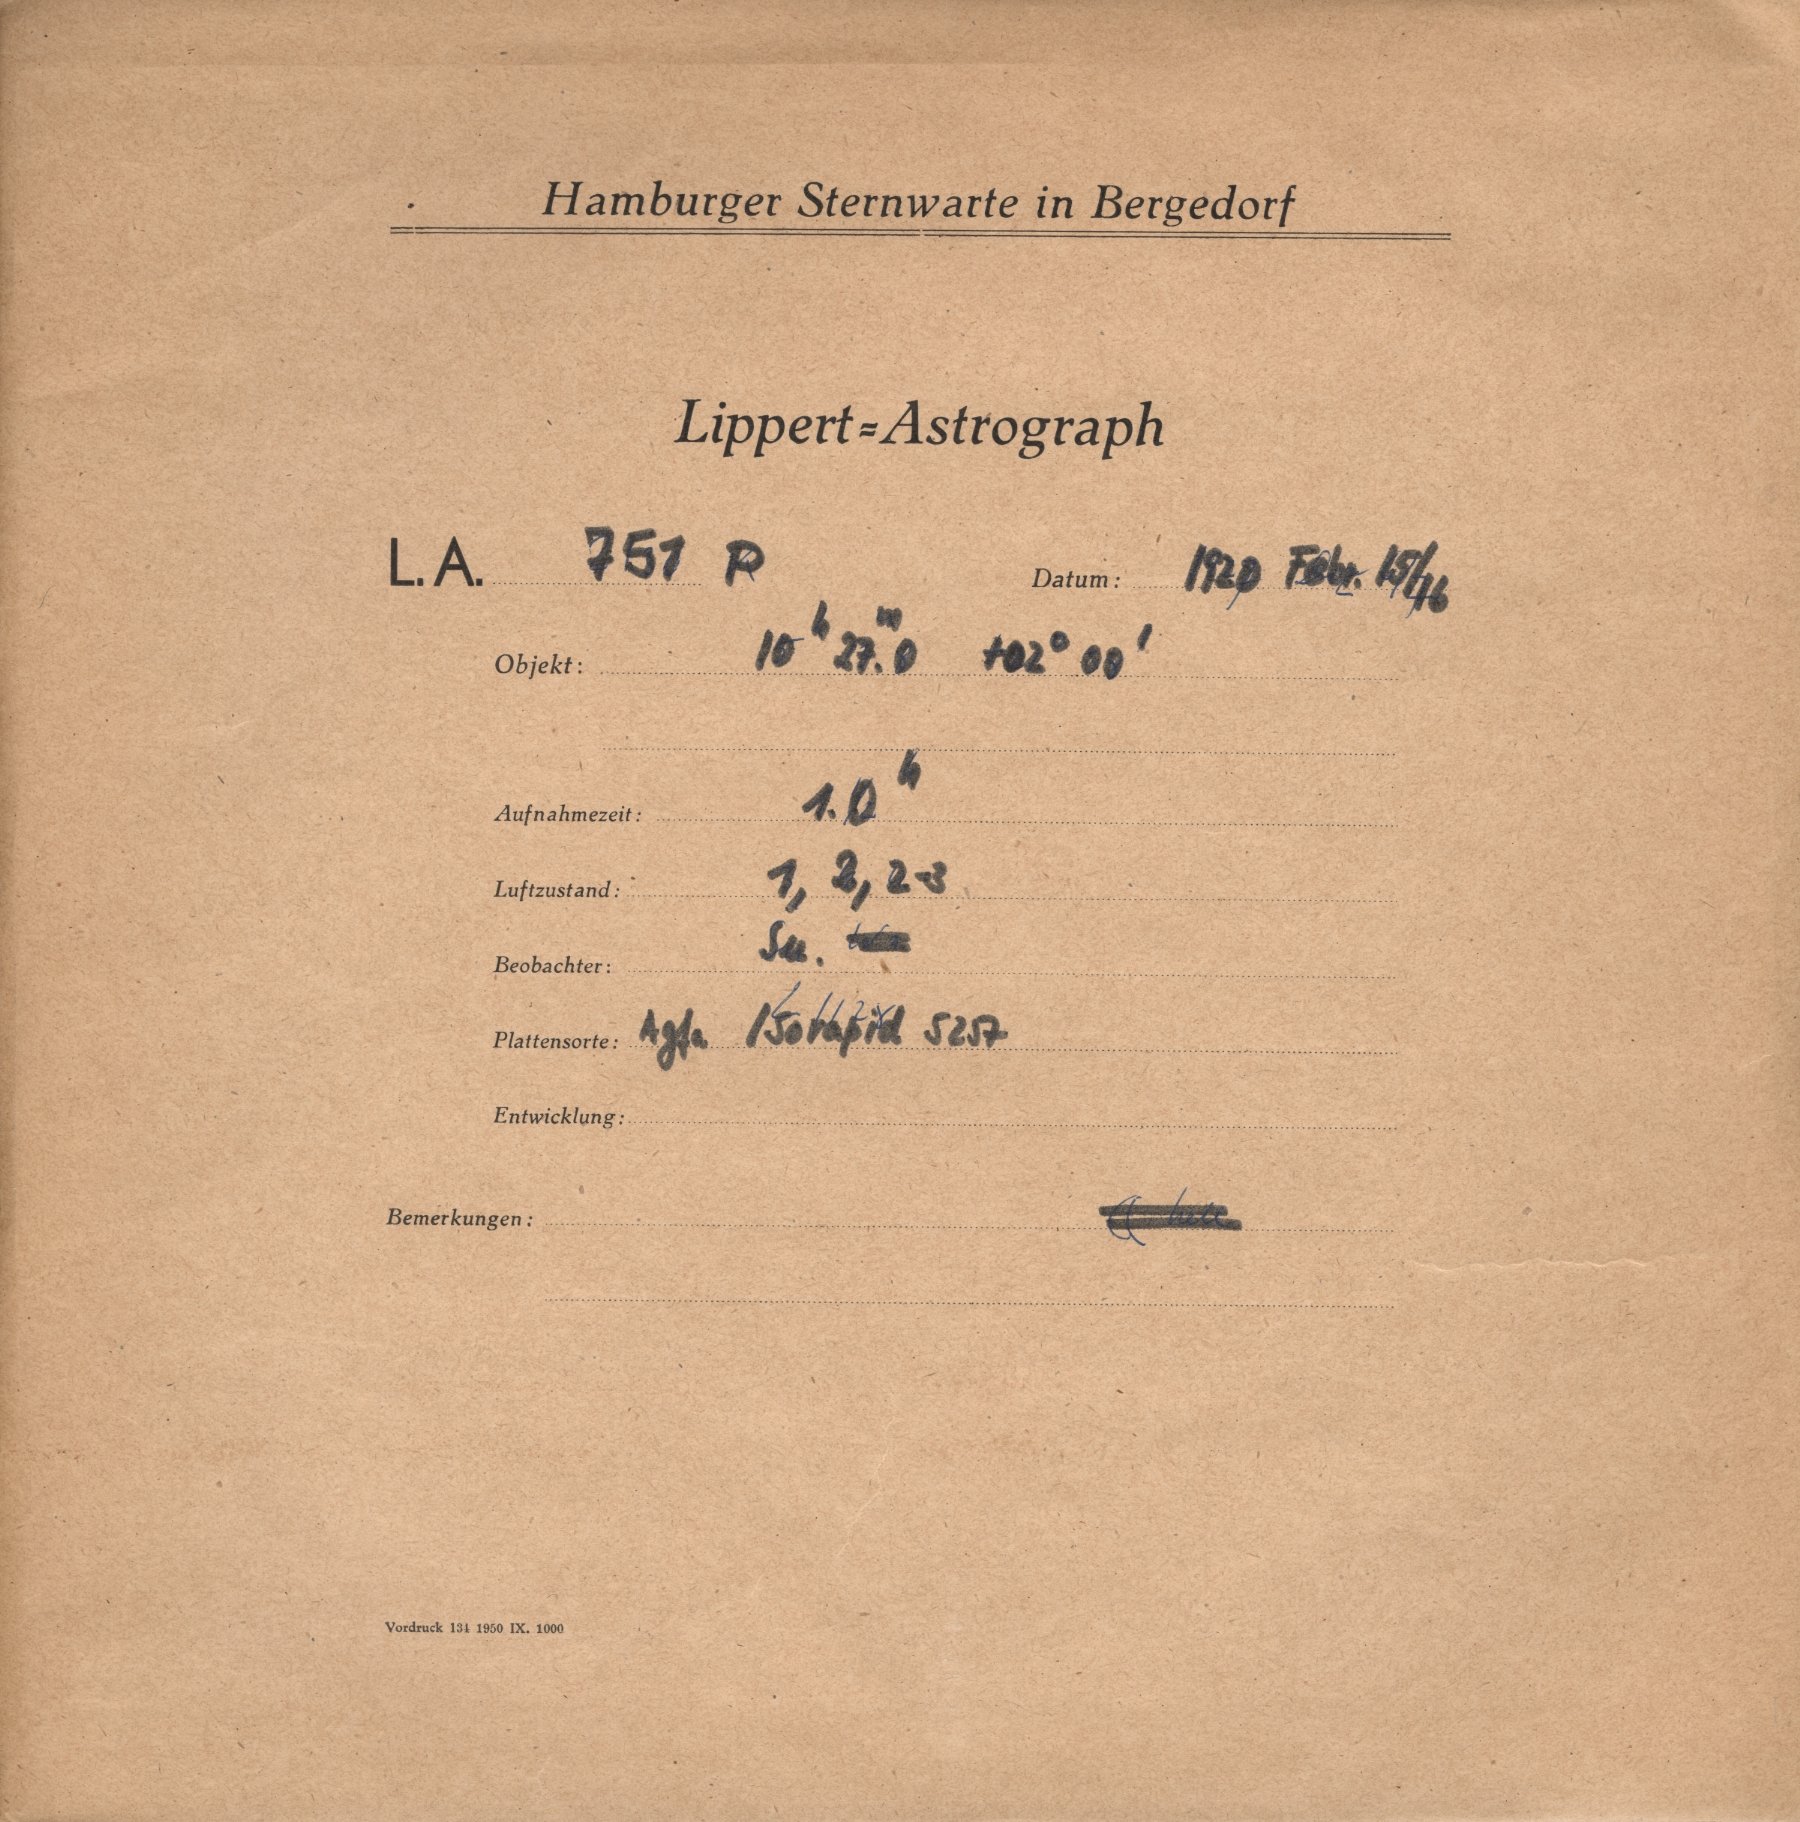 Hamburger Sternwarte in Bergedorf
Lippert=Astrograph
L. A. 751 R Datum: 1920 Febr. 15/16
Objekt: 10ʰ 27.ᵐ0 +02° 00'
Aufnahmezeit: 1.0ʰ
Luftzustand: 1, 2, 2-3
Beobachter: Su.
Plattensorte: Agfa Isorapid 5257
Entwicklung:
Bemerkungen:
Vordruck 134 1950 IX. 1000